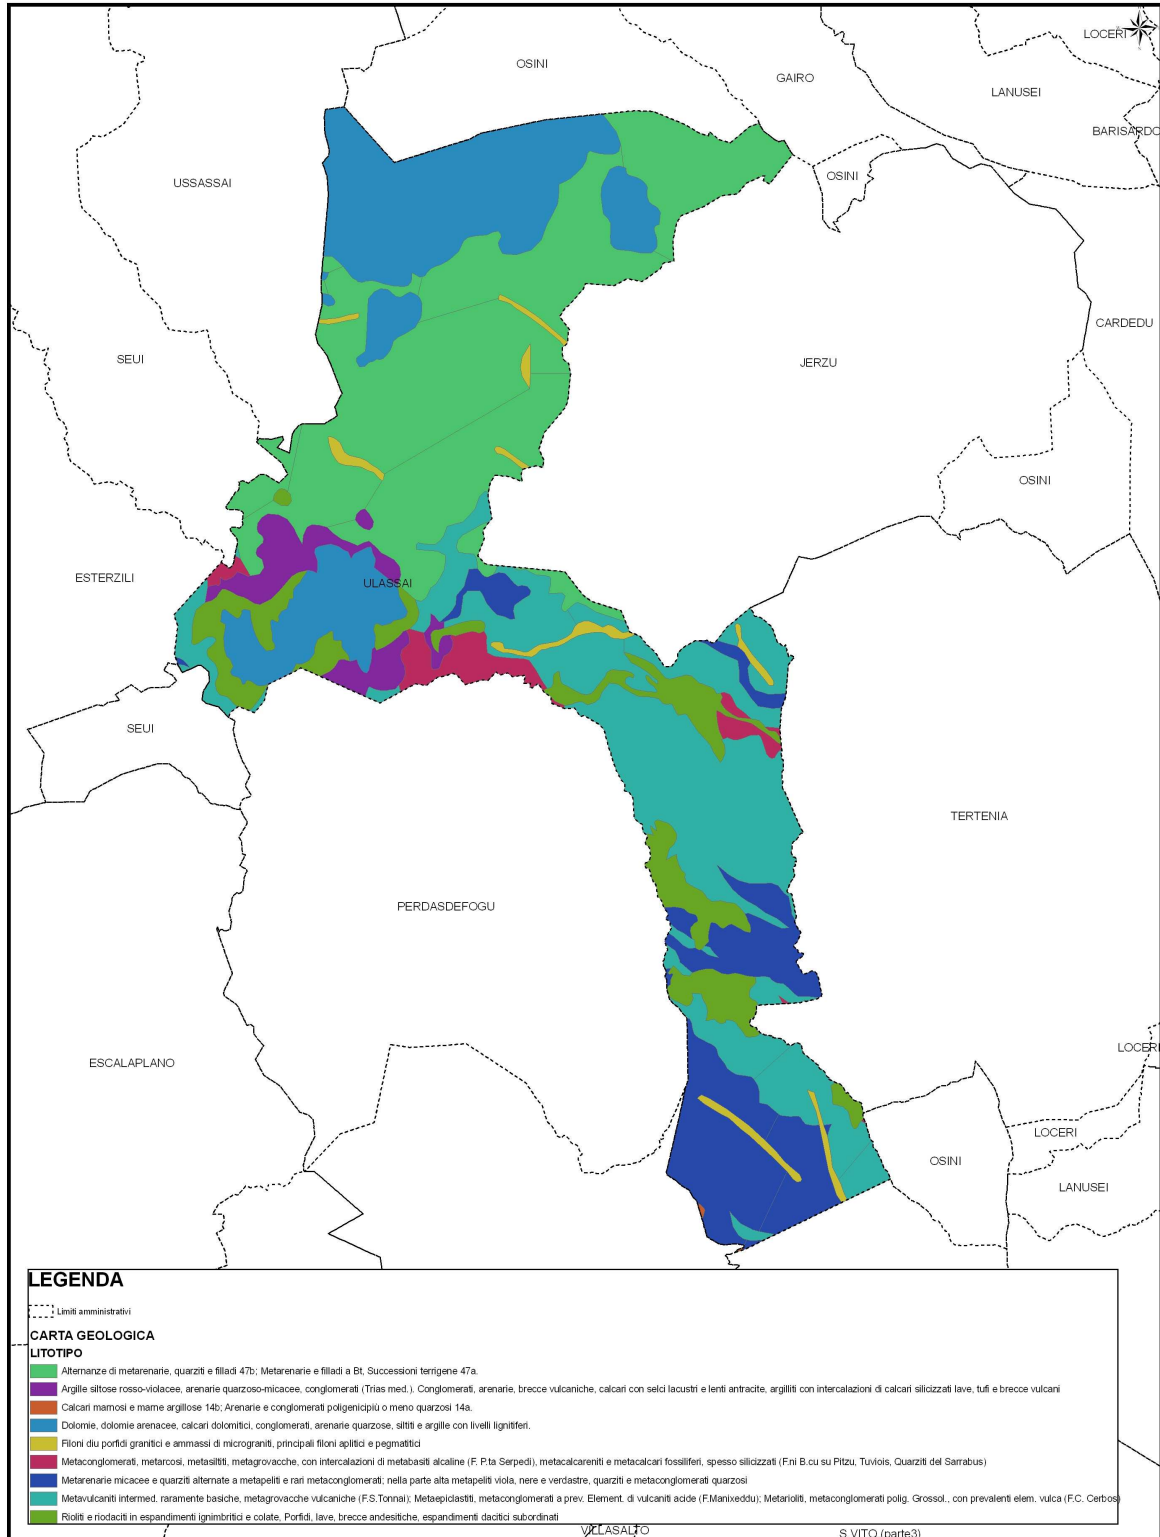 LOCERI
OSINI
GAIRO
LANUSEI
BARISARDO
OSINI
USSASSAI
CARDEDU
SEUI
JERZU
OSINI
ESTERZILI
ULASSAI
SEUI
TERTENIA
PERDASDEFOGU
ESCALAPLANO
LOCERI
LOCERI
OSINI
LANUSEI
LEGENDA
Limiti amministrativi
CARTA GEOLOGICA
LITOTIPO
Alternanze di metarenarie, quarziti e filladi 47b; Metarenarie e filladi a Bt, Successioni terrigene 47a.
Argille siltose rosso-violacee, arenarie quarzoso-micacee, conglomerati (Trias med.). Conglomerati, arenarie, brecce vulcaniche, calcari con selci lacustri e lenti antracite, argilliti con intercalazioni di calcari silicizzati lave, tufi e brecce vulcani
Calcari marnosi e marne argillose 14b; Arenarie e conglomerati poligenicipiù o meno quarzosi 14a.
Dolomie, dolomie arenacee, calcari dolomitici, conglomerati, arenarie quarzose, siltiti e argille con livelli lignitiferi.
Filoni diu porfidi granitici e ammassi di microgranití, principali filoni aplitici e pegmatitici
Metaconglomerati, metarcosi, metasiltiti, metagrovacche, con intercalazioni di metabasiti alcaline (F. P.ta Serpedi), metacalcareniti e metacalcari fossiliferi, spesso silicizzati (F.ni B.cu su Pitzu, Tuviois, Quarziti del Sarrabus)
Metarenarie micacee e quarziti alternate a metapeliti e rari metaconglomerati; nella parte alta metapeliti viola, nere e verdastre, quarziti e metaconglomerati quarzosi
Metavulcaniti intermed. raramente basiche, metagrovacche vulcaniche (F.S.Tonnai); Metaepiclastiti, metaconglomerati a prev. Element. di vulcaniti acide (F.Manixeddu); Metarioliti, metaconglomerati polig. Grossol., con prevalenti elem. vulca (F.C. Cerbos)
Rioliti e riodaciti in espandimenti ignimbritici e colate, Porfidi, lave, brecce andesitiche, espandimenti dacitici subordinati
VILLASALTO
S.VITO (parte3)